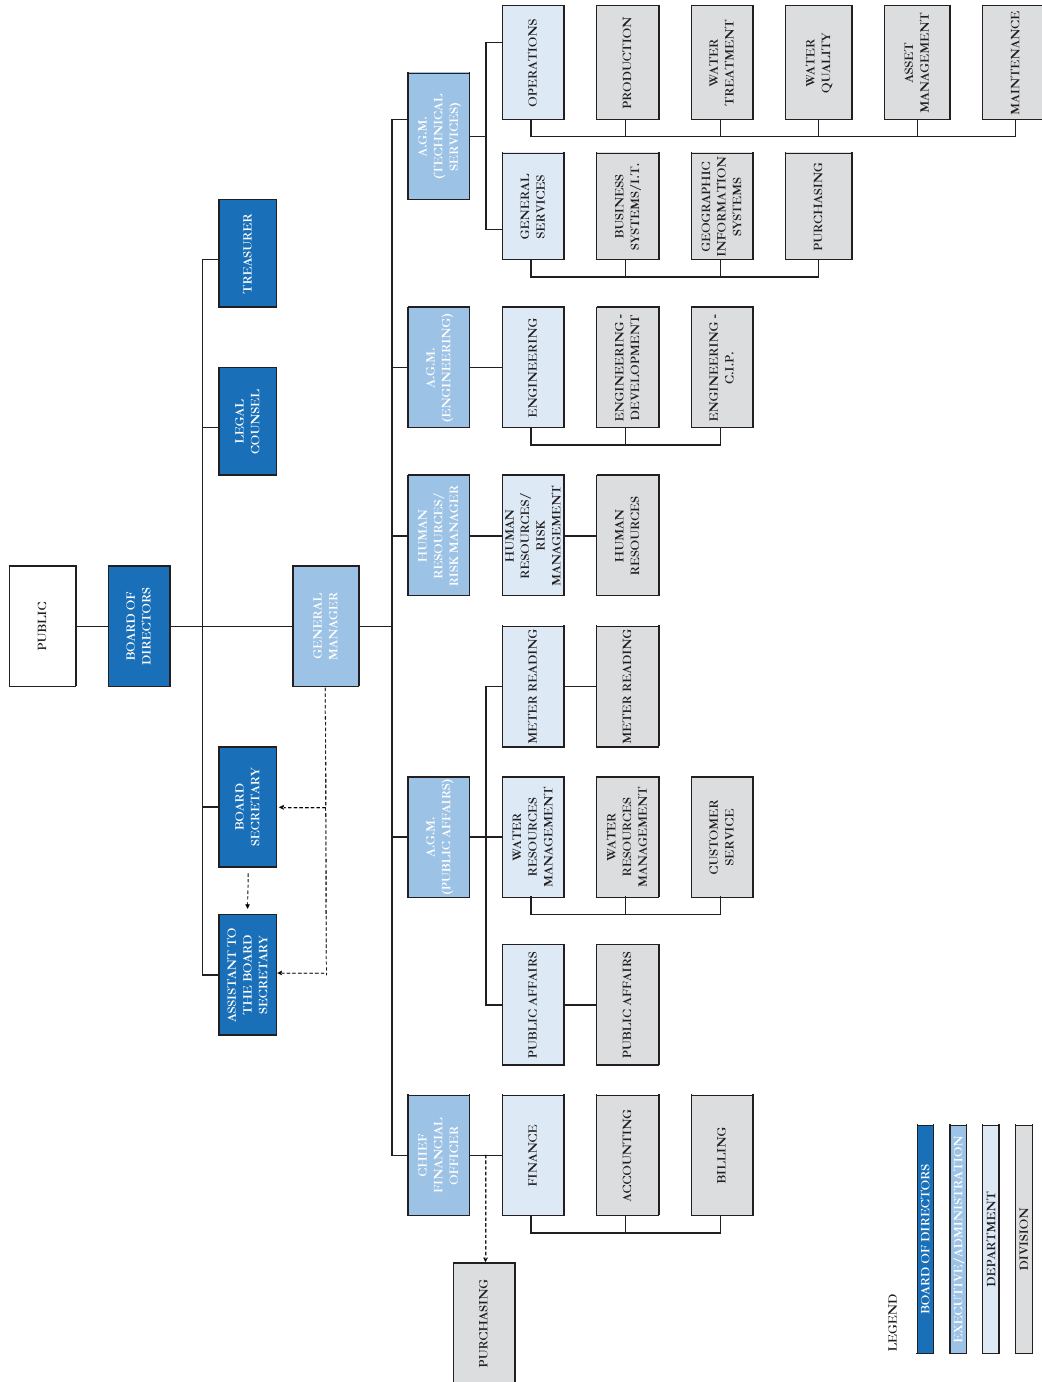 PUBLIC
BOARD OF
DIRECTORS
ASSISTANT TO
THE BOARD
SECRETARY
BOARD
SECRETARY
LEGAL
COUNSEL
TREASURER
GENERAL
MANAGER
CHIEF
FINANCIAL
OFFICER
A.G.M.
(PUBLIC AFFAIRS)
HUMAN
RESOURCES/
RISK MANAGER
A.G.M.
(ENGINEERING)
A.G.M.
(TECHNICAL
SERVICES)
PURCHASING
FINANCE
ACCOUNTING
BILLING
PUBLIC AFFAIRS
PUBLIC AFFAIRS
WATER
RESOURCES
MANAGEMENT
WATER
RESOURCES
MANAGEMENT
CUSTOMER
SERVICE
METER READING
METER READING
HUMAN
RESOURCES/
RISK
MANAGEMENT
HUMAN
RESOURCES
ENGINEERING
ENGINEERING -
DEVELOPMENT
ENGINEERING -
C.I.P.
GENERAL
SERVICES
BUSINESS
SYSTEMS/I.T.
GEOGRAPHIC
INFORMATION
SYSTEMS
PURCHASING
OPERATIONS
PRODUCTION
WATER
TREATMENT
WATER
QUALITY
ASSET
MANAGEMENT
MAINTENANCE
LEGEND
BOARD OF DIRECTORS
EXECUTIVE/ADMINISTRATION
DEPARTMENT
DIVISION